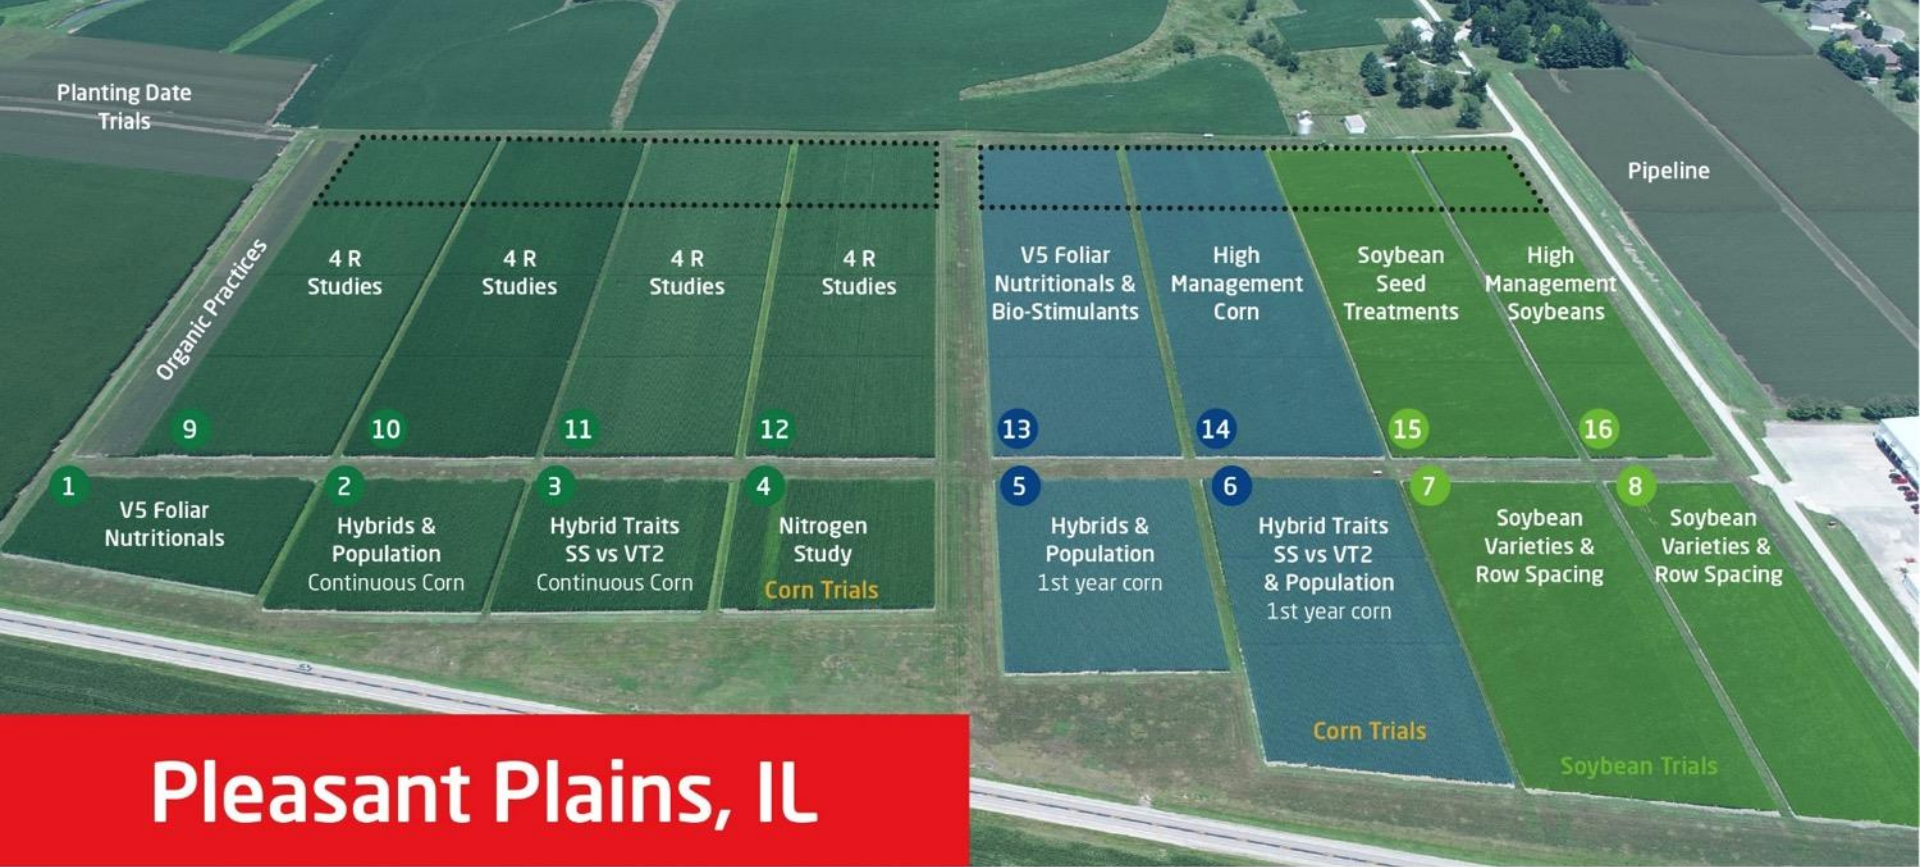 Planting Date
Trials
Pipeline
Organic Practices
4 R
Studies
4 R
Studies
4 R
Studies
4 R
Studies
V5 Foliar
Nutritionals &
Bio-Stimulants
High
Management
Corn
Soybean
Seed
Treatments
High
Management
Soybeans
9
10
11
12
13
14
15
16
1
V5 Foliar
Nutritionals
2
Hybrids &
Population
Continuous Corn
3
Hybrid Traits
SS vs VT2
Continuous Corn
4
Nitrogen
Study
Corn Trials
5
Hybrids &
Population
1st year corn
6
Hybrid Traits
SS vs VT2
& Population
1st year corn
Corn Trials
7
Soybean
Varieties &
Row Spacing
8
Soybean
Varieties &
Row Spacing
Soybean Trials
Pleasant Plains, IL